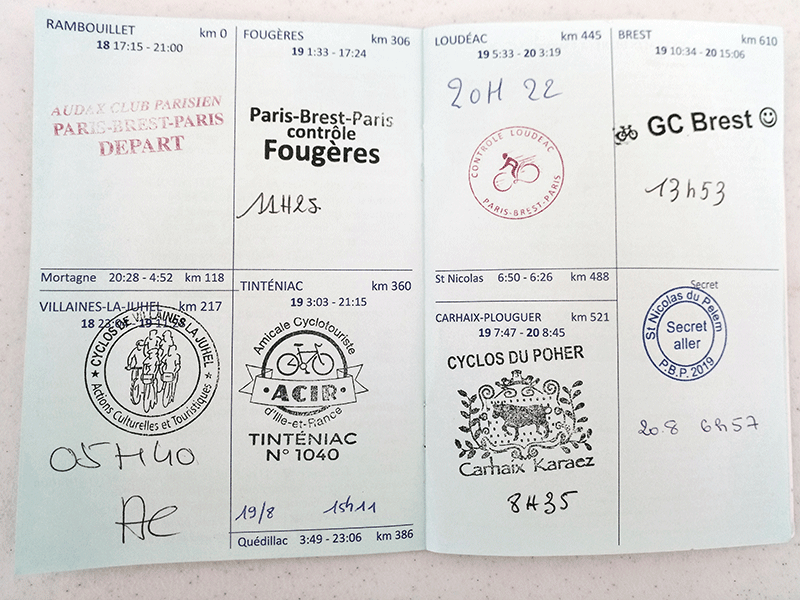 RAMBOUILLET km 0
18 17:15 - 21:00
AUDAX CLUB PARISIEN
PARIS-BREST-PARIS
DEPART
Mortagne 20:28 - 4:52 km 118
VILLAINES-LA-JUHEL km 217
CYCLOS DE VILLAINES LA JUHEL
Actions Culturelles et Touristiques
05H40
AC
FOUGÈRES km 306
19 1:33 - 17:24
Paris-Brest-Paris
contrôle
Fougères
11H25
TINTÉNIAC km 360
19 3:03 - 21:15
Amicale Cyclotouriste
ACIR
d'Ille-et-Rance
TINTÉNIAC
N° 1040
19/8 15h11
Quédillac 3:49 - 23:06 km 386
LOUDÉAC km 445
19 5:33 - 20 3:19
20H 22
CONTROLE LOUDEAC
PARIS-BREST-PARIS
St Nicolas 6:50 - 6:26 km 488
CARHAIX-PLOUGUER km 521
19 7:47 - 20 8:45
CYCLOS DU POHER
Carhaix Karaez
8H35
BREST km 610
19 10:34 - 20 15:06
GC Brest
13h53
Secret
St Nicolas du Pelem
Secret
aller
P.B.P. 2019
20.8 6h57